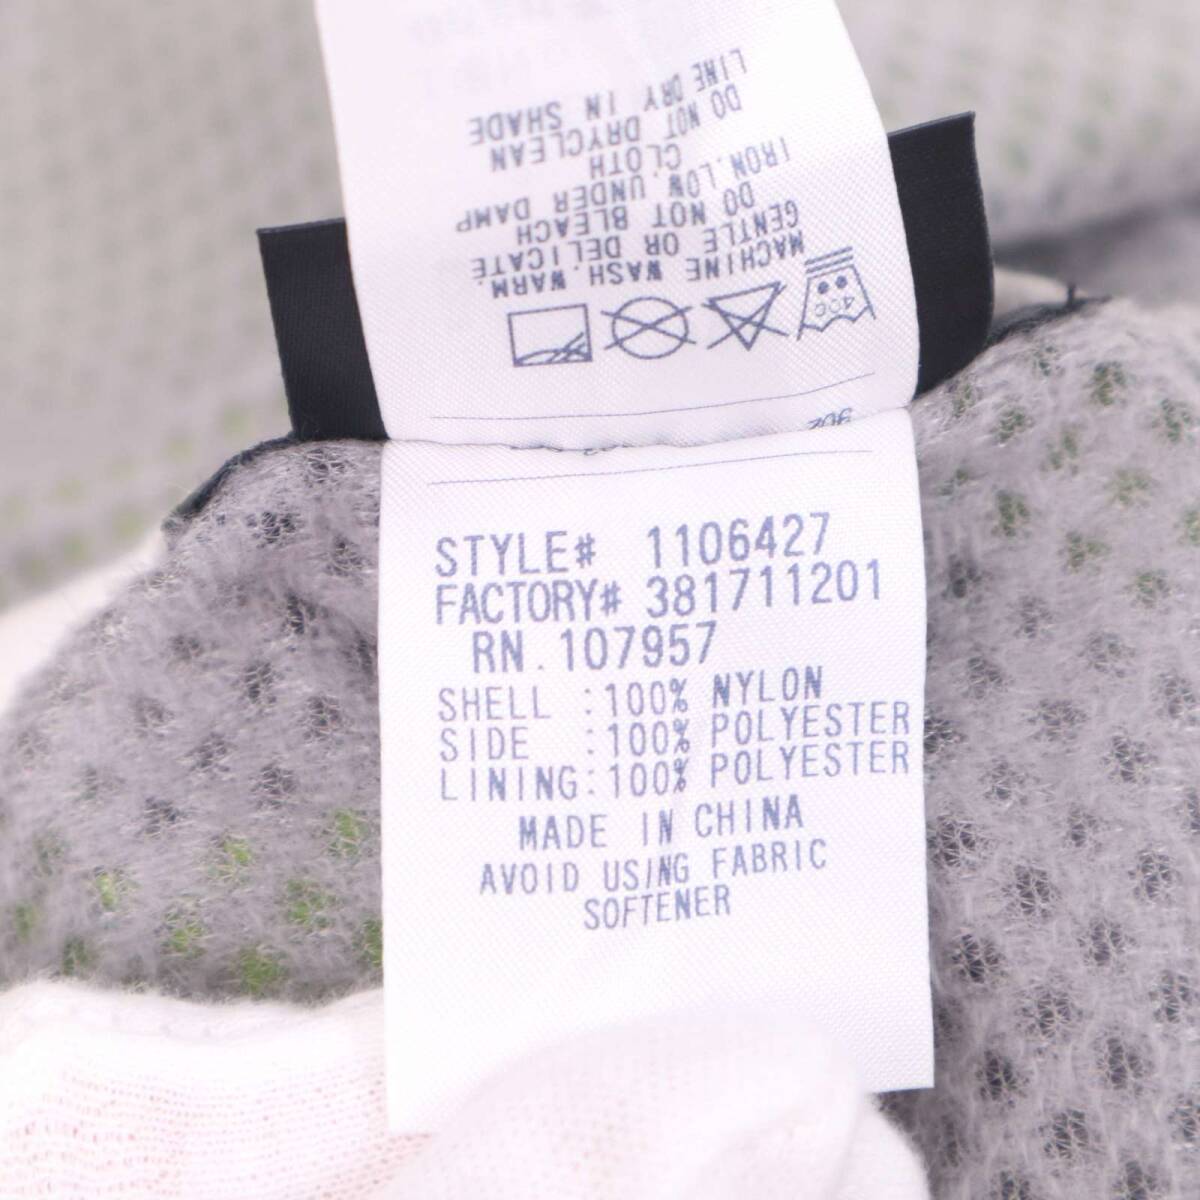 MACHINE WASH.WARM.
GENTLE OR DELICATE
DO NOT BLEACH
IRON.LOW UNDER DAMP
CLOTH
DO NOT DRYCLEAN
LINE DRY IN SHADE
40C
902
STYLE# 1106427
FACTORY# 381711201
RN. 107957
SHELL :100% NYLON
SIDE :100% POLYESTER
LINING:100% POLYESTER
MADE IN CHINA
AVOID USING FABRIC
SOFTENER